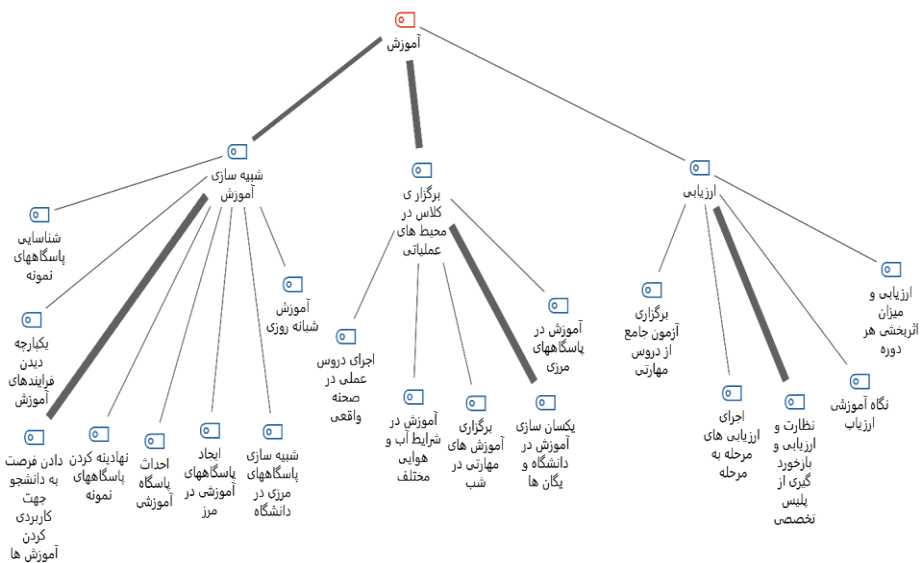 آموزش
شبیه سازی
آموزش
برگزار ی
کلاس در
محیط های
عملیاتی
ارزیابی
شناسایی
پاسگاههای
نمونه
یکپارچه
دیدن
فرایندهای
آموزش
دادن فرصت
به دانشجو
جهت
کاربردی
کردن
آموزش ها
نهادینه کردن
پاسگاههای
نمونه
احداث
پاسگاه
آموزشی
ایجاد
پاسگاههای
آموزشی در
مرز
شبیه سازی
پاسگاههای
مرزی در
دانشگاه
آموزش
شبانه روزی
اجرای دروس
عملی در
صحنه
واقعی
آموزش در
شرایط آب و
هوایی
مختلف
برگزاری
آموزش های
مهارتی در
شب
یکسان سازی
آموزش در
دانشگاه و
یگان ها
آموزش در
پاسگاههای
مرزی
برگزاری
آزمون جامع
از دروس
مهارتی
اجرای
ارزیابی های
مرحله به
مرحله
نظارت و
ارزیابی و
بازخورد
گیری از
پلیس
تخصصی
نگاه آموزشی
ارزیاب
ارزیابی و
میزان
اثربخشی هر
دوره